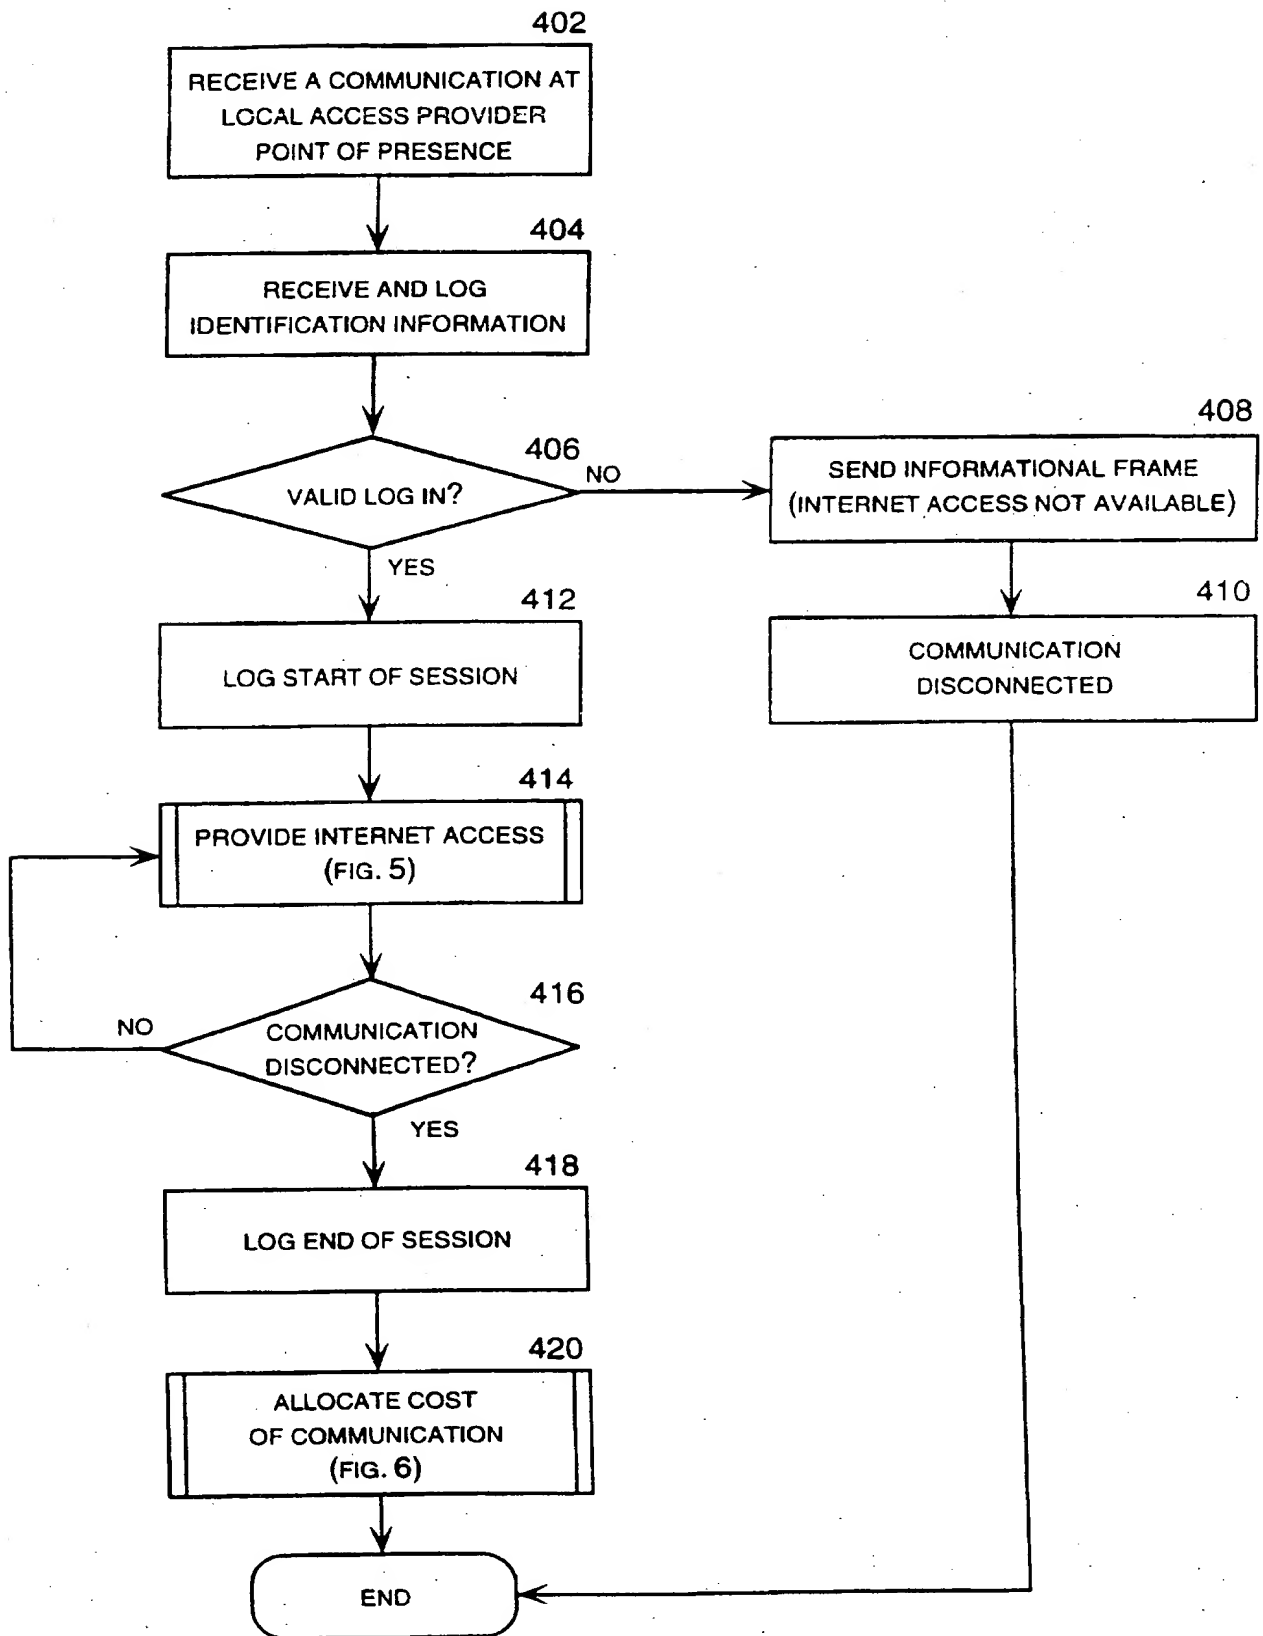 402
RECEIVE A COMMUNICATION AT
LOCAL ACCESS PROVIDER
POINT OF PRESENCE
404
RECEIVE AND LOG
IDENTIFICATION INFORMATION
406
VALID LOG IN?
NO
YES
408
SEND INFORMATIONAL FRAME
(INTERNET ACCESS NOT AVAILABLE)
410
COMMUNICATION
DISCONNECTED
412
LOG START OF SESSION
414
PROVIDE INTERNET ACCESS
(FIG. 5)
416
COMMUNICATION
DISCONNECTED?
NO
YES
418
LOG END OF SESSION
420
ALLOCATE COST
OF COMMUNICATION
(FIG. 6)
END